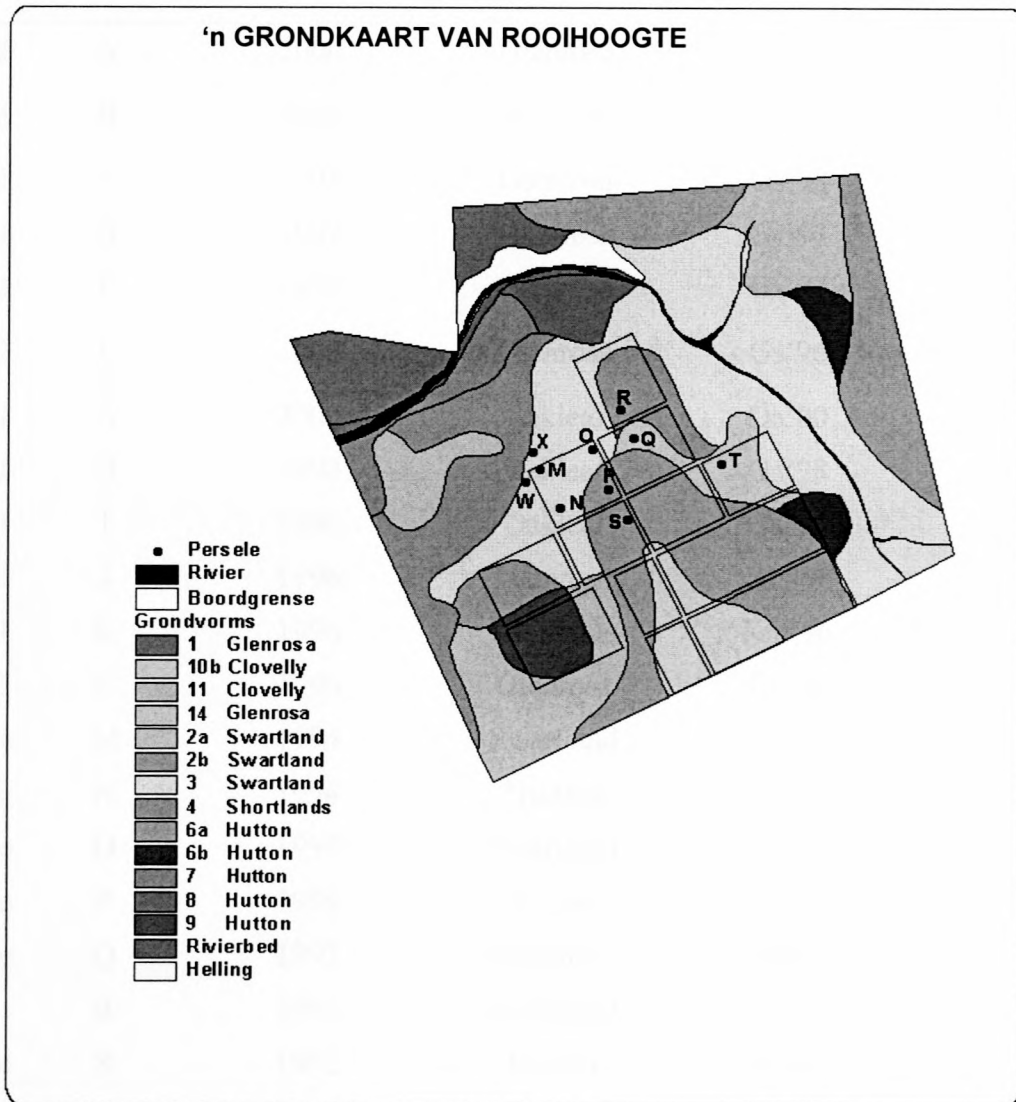 'n GRONDKAART VAN ROOIHOOGTE
R
O
Q
X
M
T
W
P
N
S
Persele
Rivier
Boordgrense
Grondvorms
1 Glenrosa
10b Clovelly
11 Clovelly
14 Glenrosa
2a Swartland
2b Swartland
3 Swartland
4 Shortlands
6a Hutton
6b Hutton
7 Hutton
8 Hutton
9 Hutton
Rivierbed
Helling